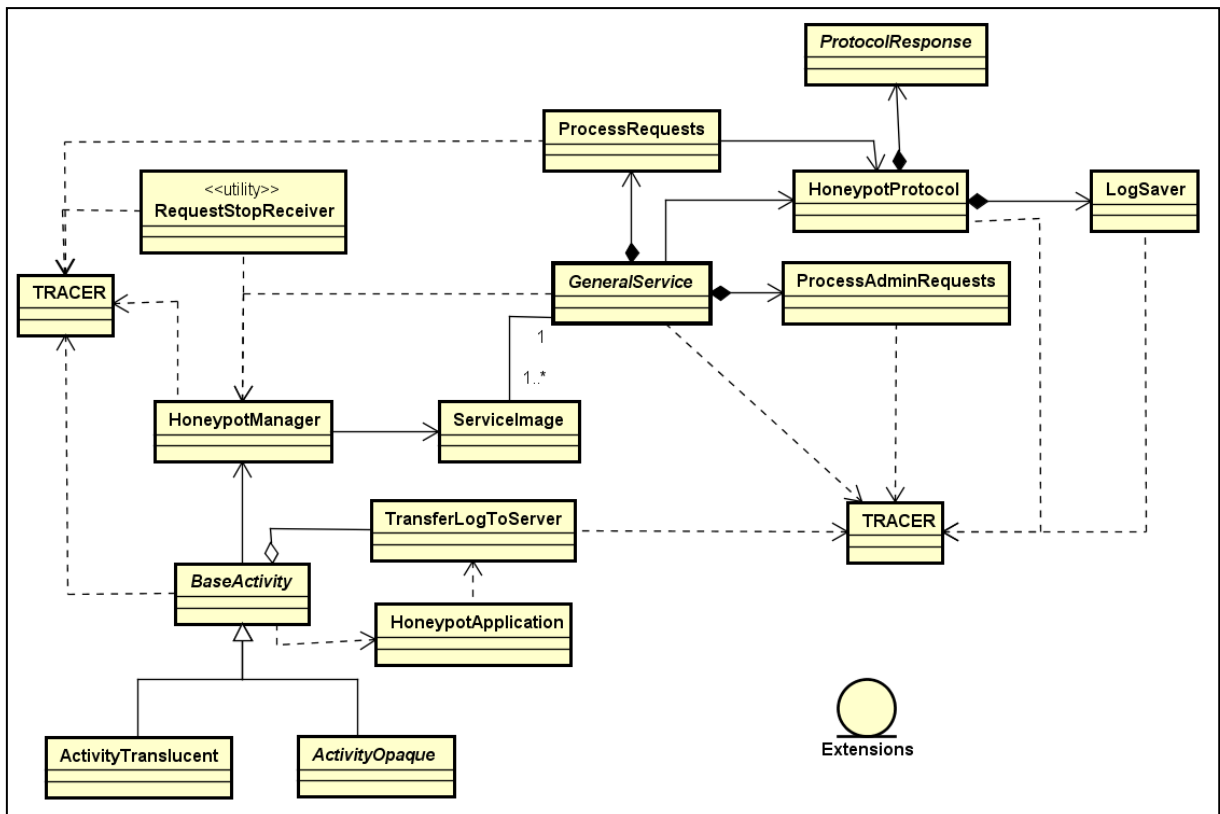 ProtocolResponse
ProcessRequests
<<utility>>
RequestStopReceiver
HoneypotProtocol
LogSaver
TRACER
GeneralService
ProcessAdminRequests
1
1..*
HoneypotManager
ServiceImage
TransferLogToServer
TRACER
BaseActivity
HoneypotApplication
ActivityTranslucent
ActivityOpaque
Extensions